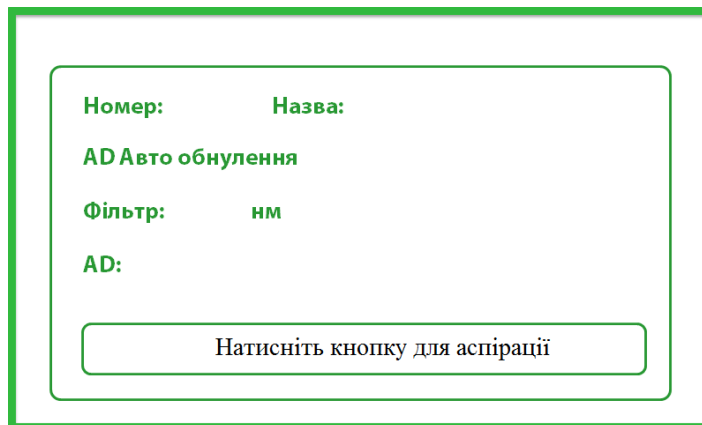 Номер: Назва:
AD Авто обнулення
Фільтр: нм
AD:
Натисніть кнопку для аспірації